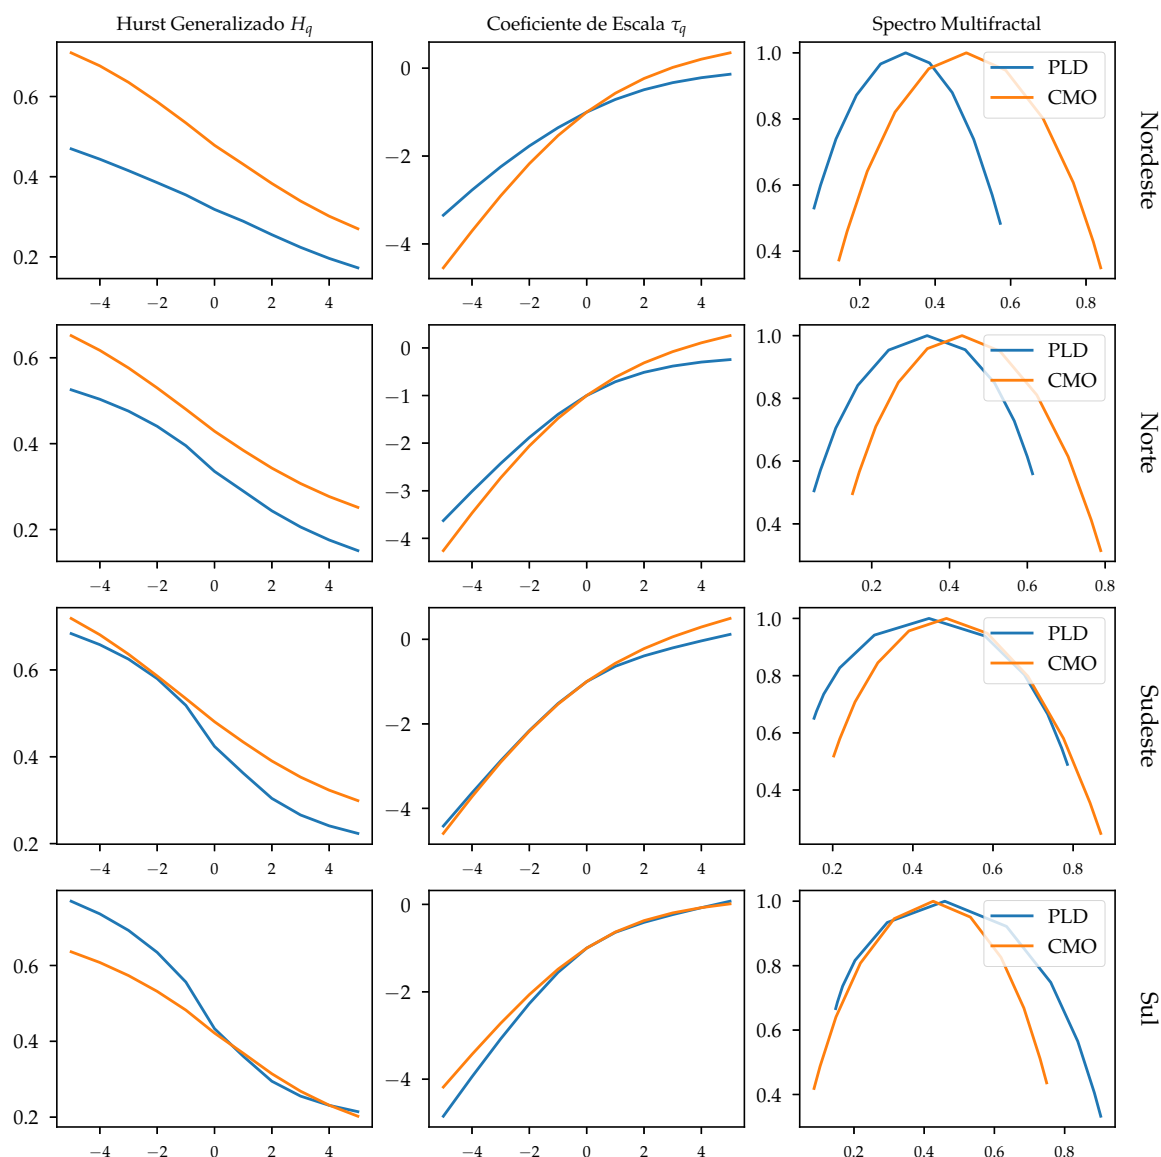 Hurst Generalizado H_q
Coeficiente de Escala τ_q
Spectro Multifractal
0.6
0.4
0.2
−4 −2 0 2 4
0
−2
−4
−4 −2 0 2 4
1.0
0.8
0.6
0.4
0.2 0.4 0.6 0.8
PLD
CMO
Nordeste
0.6
0.4
0.2
−4 −2 0 2 4
0
−1
−2
−3
−4
−4 −2 0 2 4
1.0
0.8
0.6
0.4
0.2 0.4 0.6 0.8
PLD
CMO
Norte
0.6
0.4
0.2
−4 −2 0 2 4
0
−2
−4
−4 −2 0 2 4
1.0
0.8
0.6
0.4
0.2 0.4 0.6 0.8
PLD
CMO
Sudeste
0.6
0.4
0.2
−4 −2 0 2 4
0
−2
−4
−4 −2 0 2 4
1.0
0.8
0.6
0.4
0.2 0.4 0.6 0.8
PLD
CMO
Sul